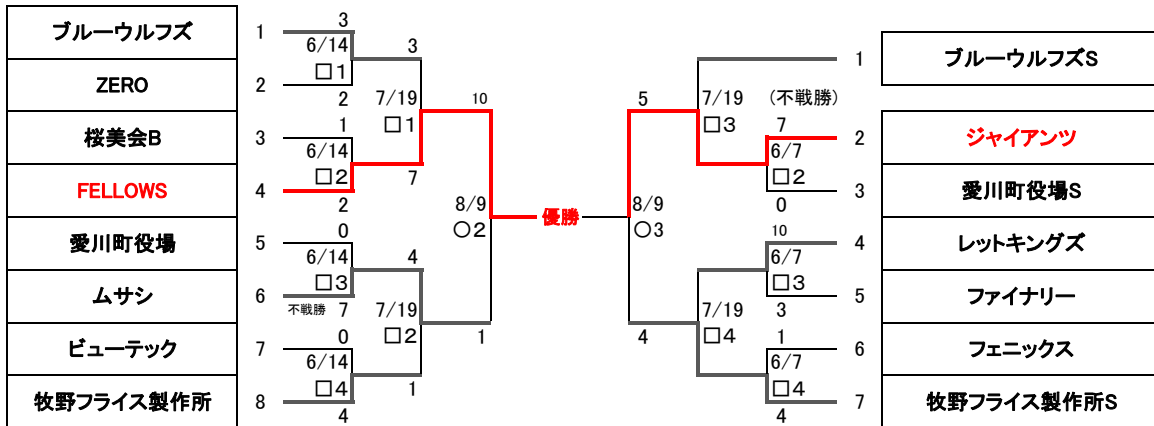 ブルーウルフズ 1 3
6/14 3
□1
ZERO 2 2 7/19 10
桜美会B 3 1 □1
6/14
□2 7
FELLOWS 4 2
8/9 優勝
○2
愛川町役場 5 0
6/14 4
□3
ムサシ 6 不戦勝 7 7/19
□2 1
ビューテック 7 0
6/14
□4 1
牧野フライス製作所 8 4
1 ブルーウルフズS
5 7/19 (不戦勝)
□3 7
2 ジャイアンツ
6/7
□2
3 愛川町役場S
0
8/9
○3
10 4 レットキングズ
6/7
□3
5 ファイナリー
7/19 3
4 □4 1
6 フェニックス
6/7
□4
7 牧野フライス製作所S
4